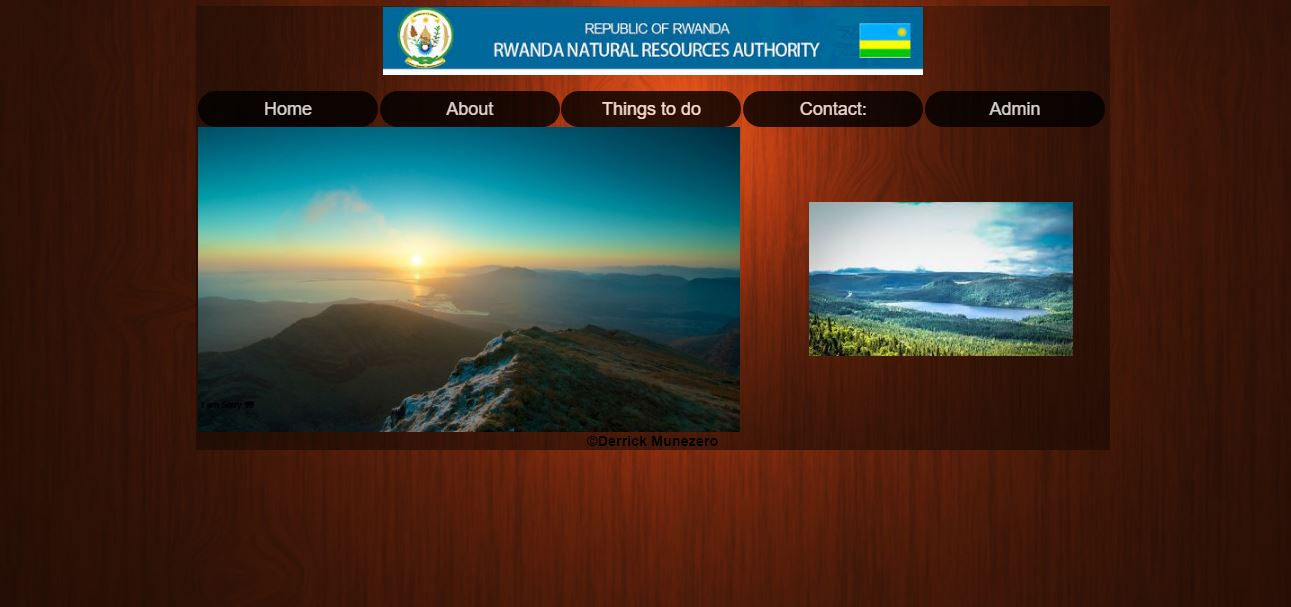 REPUBLIC OF RWANDA
RWANDA NATURAL RESOURCES AUTHORITY
Home
About
Things to do
Contact:
Admin
©Derrick Munezero